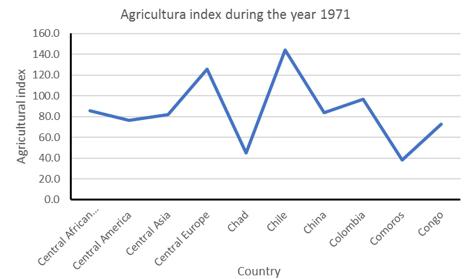 Agricultura index during the year 1971
Agricultural index
160.0
140.0
120.0
100.0
80.0
60.0
40.0
20.0
0.0
Central African...
Central America
Central Asia
Central Europe
Chad
Chile
China
Colombia
Comoros
Congo
Country